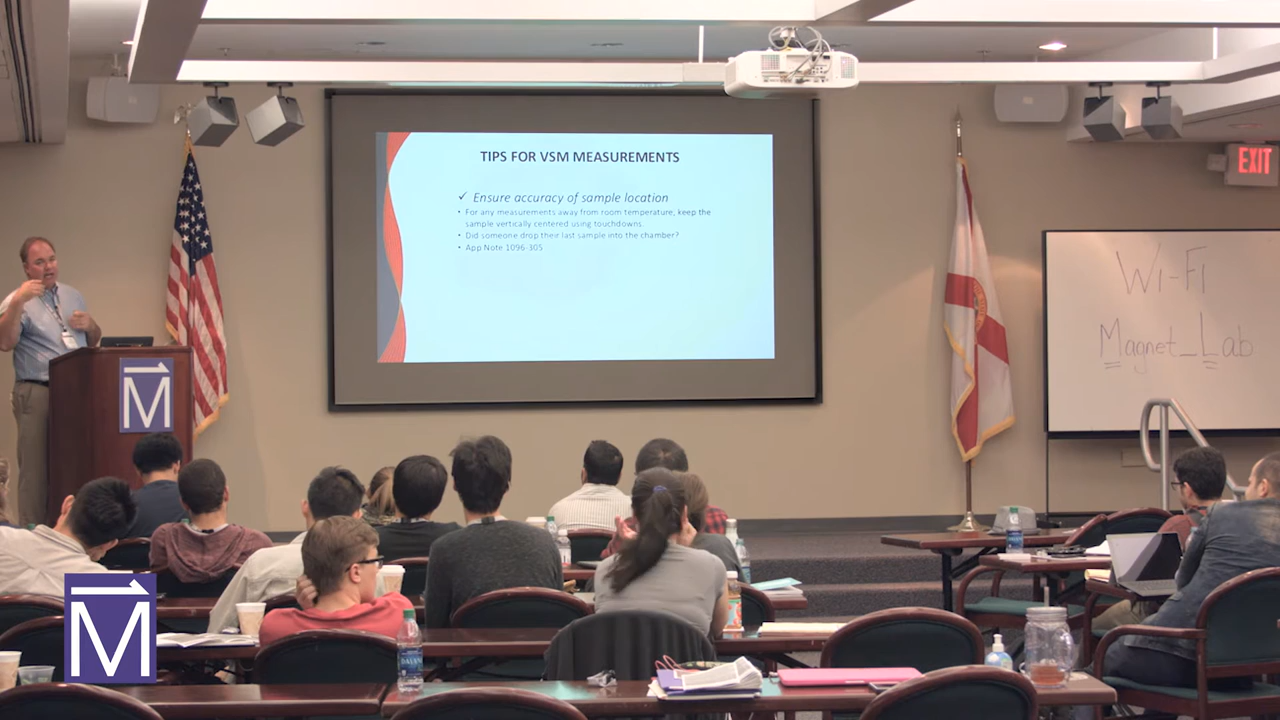 TIPS FOR VSM MEASUREMENTS
✓ Ensure accuracy of sample location
• For any measurements away from room temperature, keep the
sample vertically centered using touchdowns.
• Did someone drop their last sample into the chamber?
• App Note 1096-305
EXIT
Wi-Fi
Magnet_Lab
M
M
DASANI